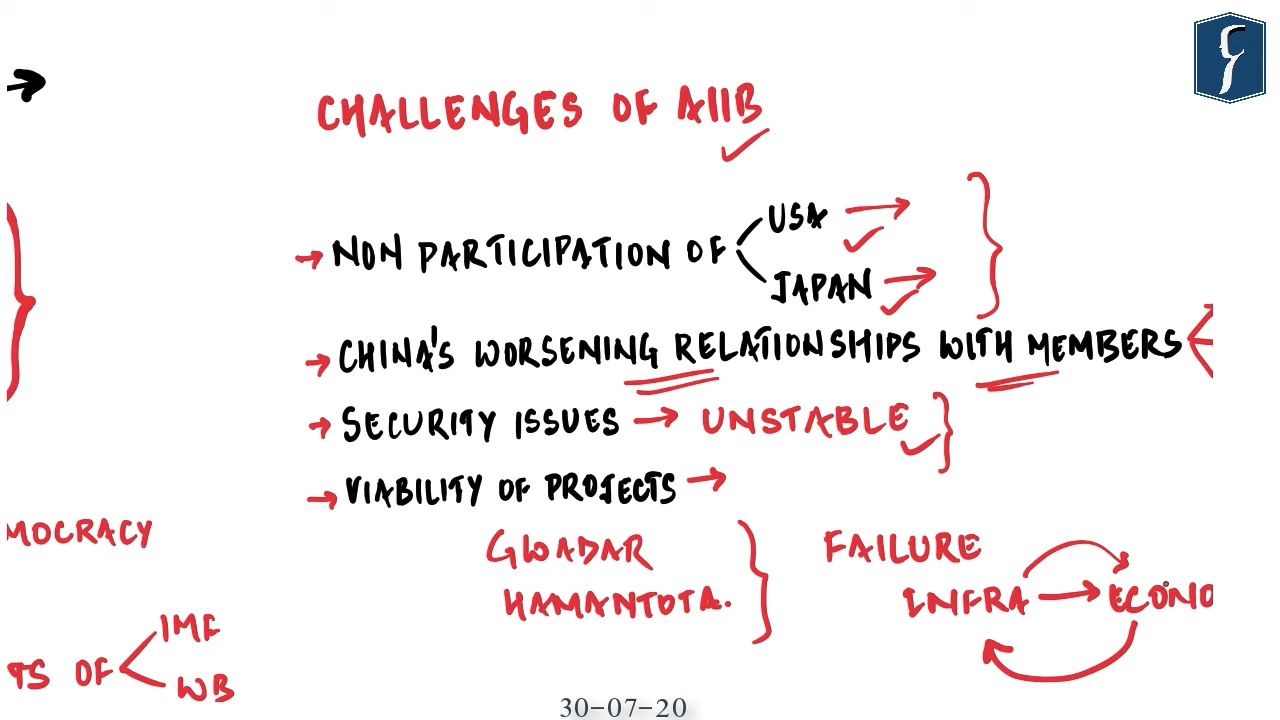 CHALLENGES OF AIIB
→ NON PARTICIPATION OF
USA →
JAPAN →
→ CHINA'S WORSENING RELATIONSHIPS WITH MEMBERS
→ SECURITY ISSUES → UNSTABLE
→ VIABILITY OF PROJECTS →
MOCRACY
GWADAR
HAMANTOTA.
FAILURE
INFRA → ECONO
TS OF
IMF
WB
30-07-20